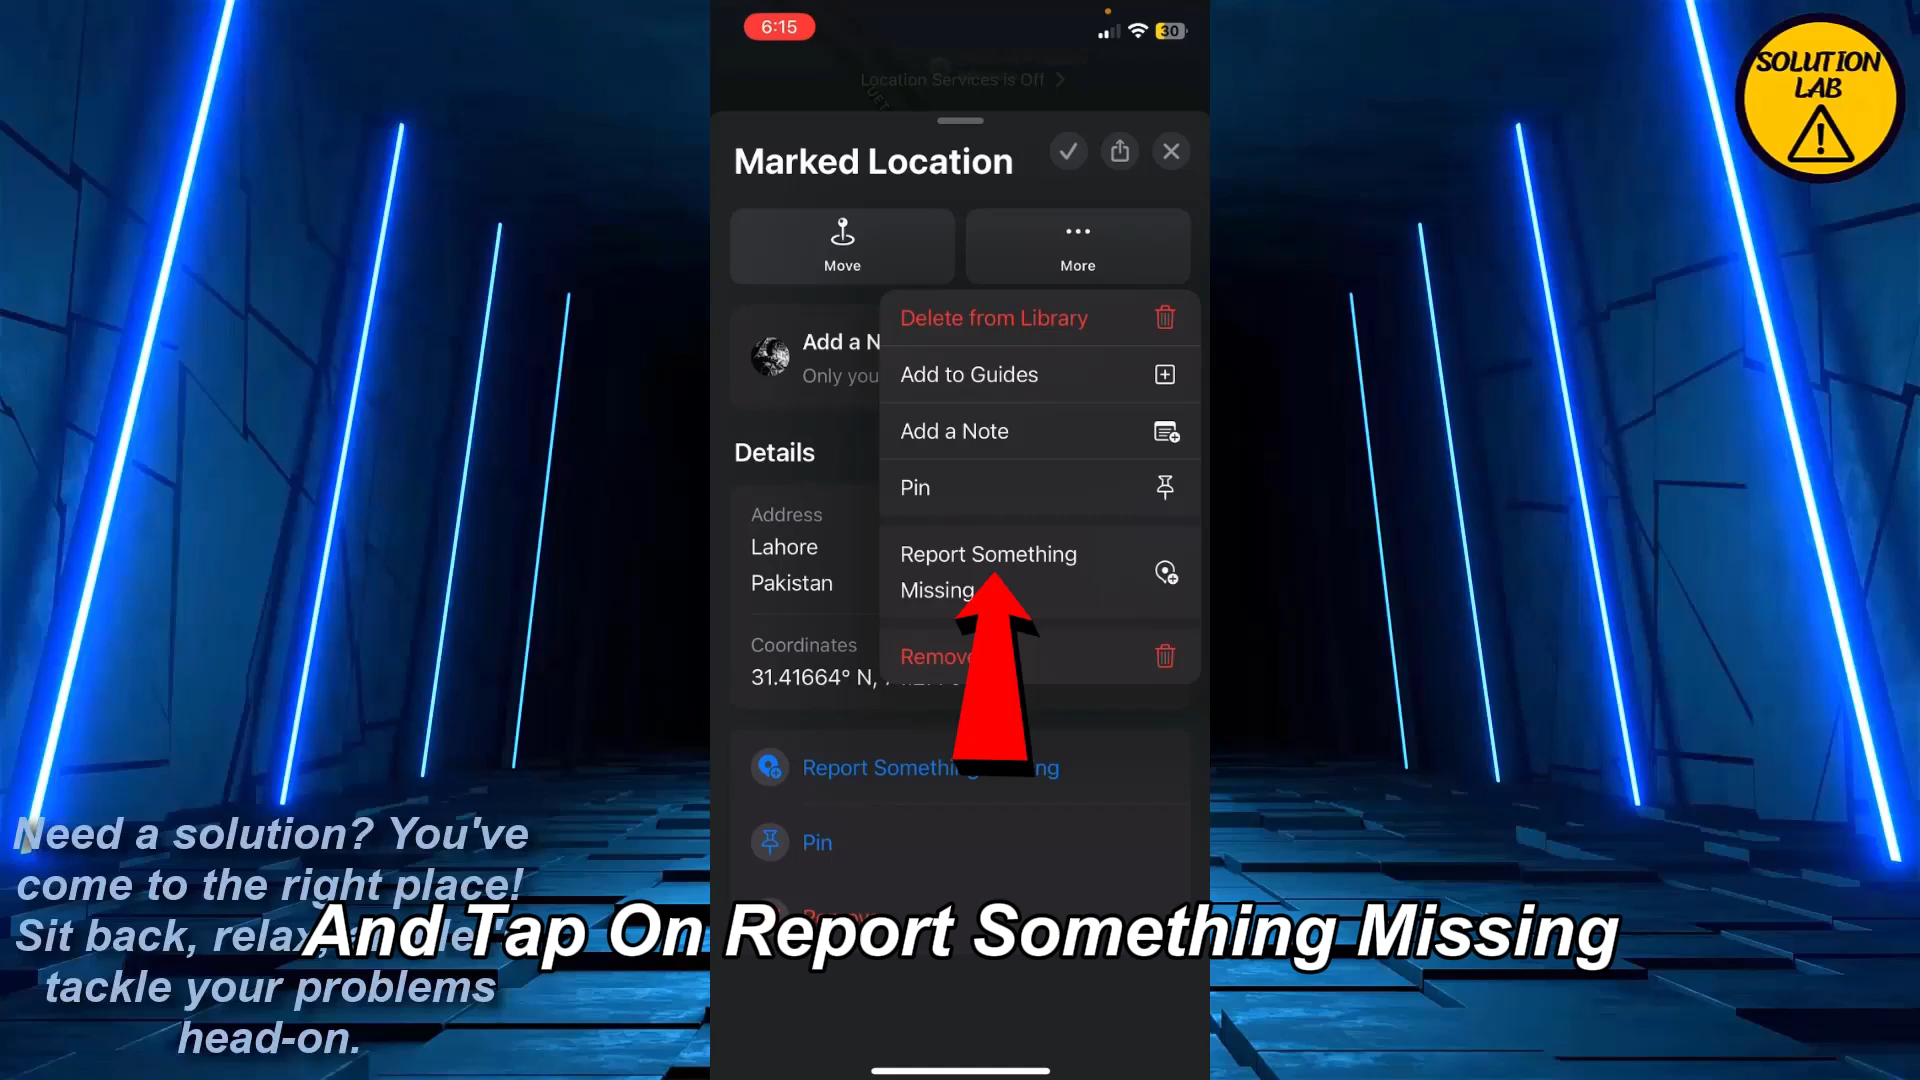 6:15
30
Location Services is Off
Marked Location
Move
More
Delete from Library
Add a N
Only you
Add to Guides
Add a Note
Details
Pin
Address
Lahore
Pakistan
Report Something
Missing
Coordinates
31.41664° N,
Remove
Report Something
Pin
Need a solution? You've
come to the right place!
Sit back, relax,
tackle your problems
head-on.
And Tap On Report Something Missing
SOLUTION
LAB